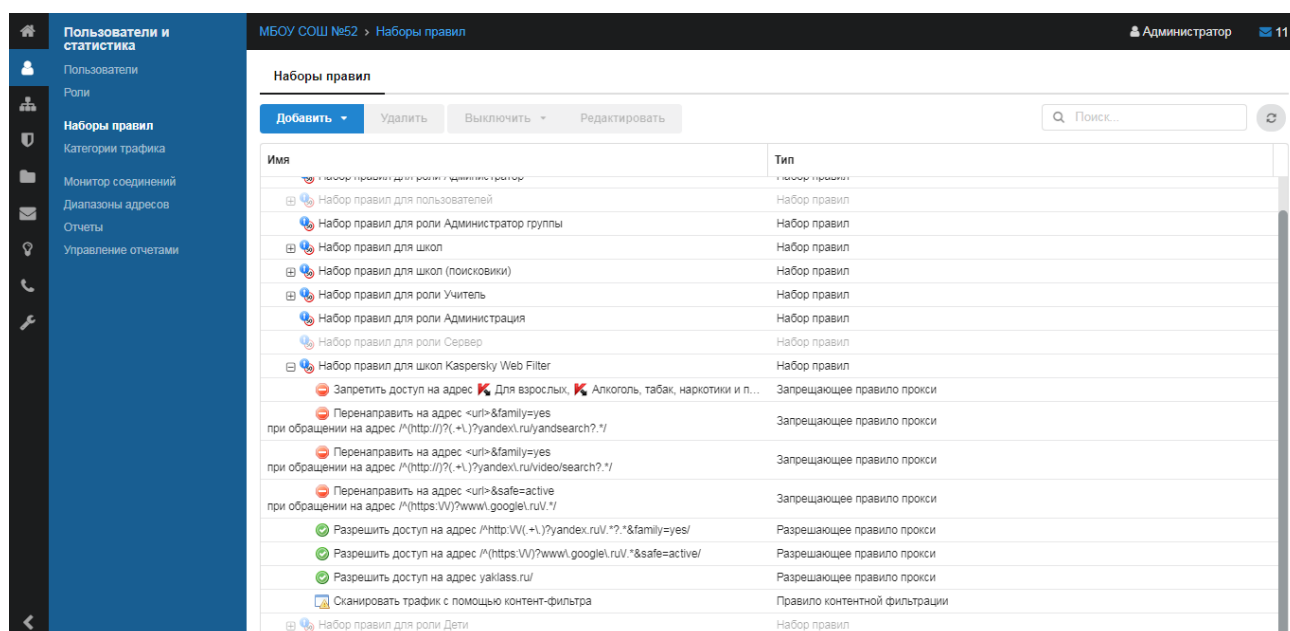 Пользователи и
статистика
Пользователи
Роли
Наборы правил
Категории трафика
Монитор соединений
Диапазоны адресов
Отчеты
Управление отчетами
МБОУ СОШ №52 > Наборы правил
Администратор 11
Наборы правил
Добавить Удалить Выключить Редактировать Поиск...
Имя Тип
Набор правил для роли Администратор Набор правил
Набор правил для пользователей Набор правил
Набор правил для роли Администратор группы Набор правил
Набор правил для школ Набор правил
Набор правил для школ (поисковики) Набор правил
Набор правил для роли Учитель Набор правил
Набор правил для роли Администрация Набор правил
Набор правил для роли Сервер Набор правил
Набор правил для школ Kaspersky Web Filter Набор правил
Запретить доступ на адрес Для взрослых, Алкоголь, табак, наркотики и п... Запрещающее правило прокси
Перенаправить на адрес <url>&family=yes
при обращении на адрес /^(http://)?(.+\.)?yandex\.ru/yandsearch?.*/ Запрещающее правило прокси
Перенаправить на адрес <url>&family=yes
при обращении на адрес /^(http://)?(.+\.)?yandex\.ru/video/search?.*/ Запрещающее правило прокси
Перенаправить на адрес <url>&safe=active
при обращении на адрес /^(https:\/\/)?www\.google\.ru\/.*/ Запрещающее правило прокси
Разрешить доступ на адрес /^http:\/\/(.+\.)?yandex.ru\/.*?.*&family=yes/ Разрешающее правило прокси
Разрешить доступ на адрес /^(https:\/\/)?www\.google\.ru\/.*&safe=active/ Разрешающее правило прокси
Разрешить доступ на адрес yaklass.ru/ Разрешающее правило прокси
Сканировать трафик с помощью контент-фильтра Правило контентной фильтрации
Набор правил для роли Дети Набор правил